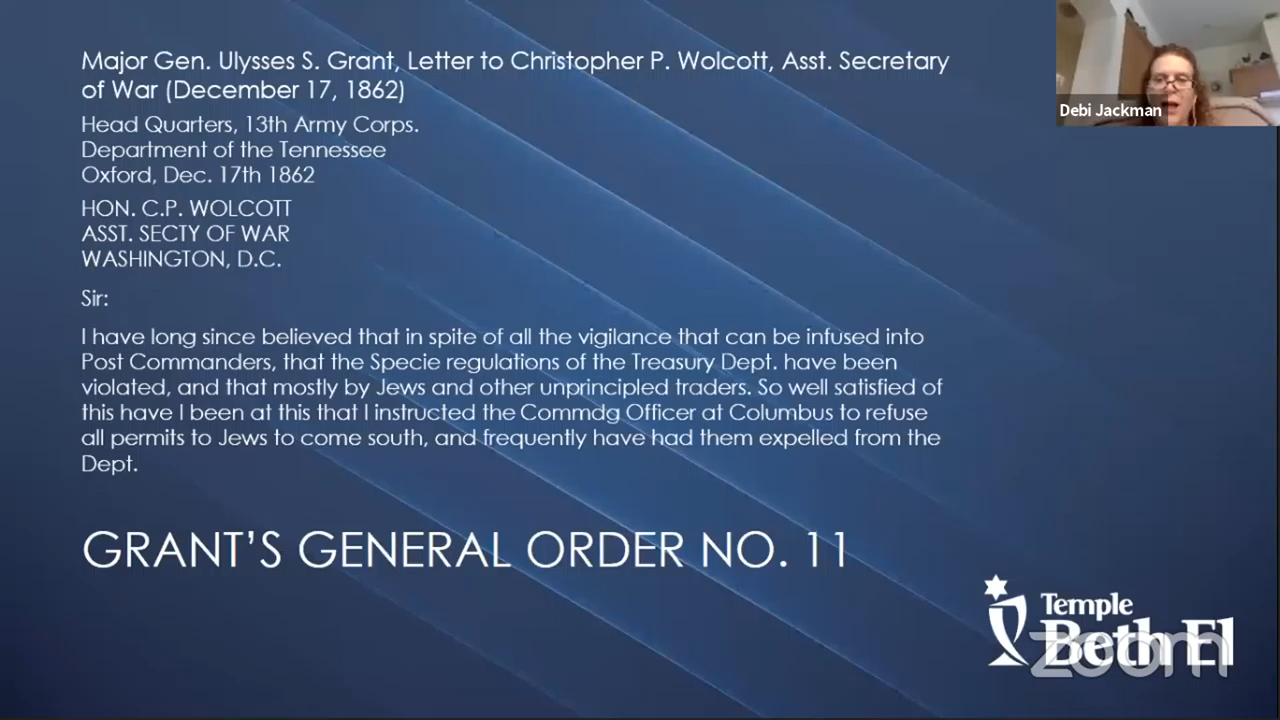 Major Gen. Ulysses S. Grant, Letter to Christopher P. Wolcott, Asst. Secretary
of War (December 17, 1862)
Head Quarters, 13th Army Corps.
Department of the Tennessee
Oxford, Dec. 17th 1862
HON. C.P. WOLCOTT
ASST. SECTY OF WAR
WASHINGTON, D.C.
Sir:
I have long since believed that in spite of all the vigilance that can be infused into
Post Commanders, that the Specie regulations of the Treasury Dept. have been
violated, and that mostly by Jews and other unprincipled traders. So well satisfied of
this have I been at this that I instructed the Commdg Officer at Columbus to refuse
all permits to Jews to come south, and frequently have had them expelled from the
Dept.
GRANT'S GENERAL ORDER NO. 11
Debi Jackman
Temple
Beth El
zoom